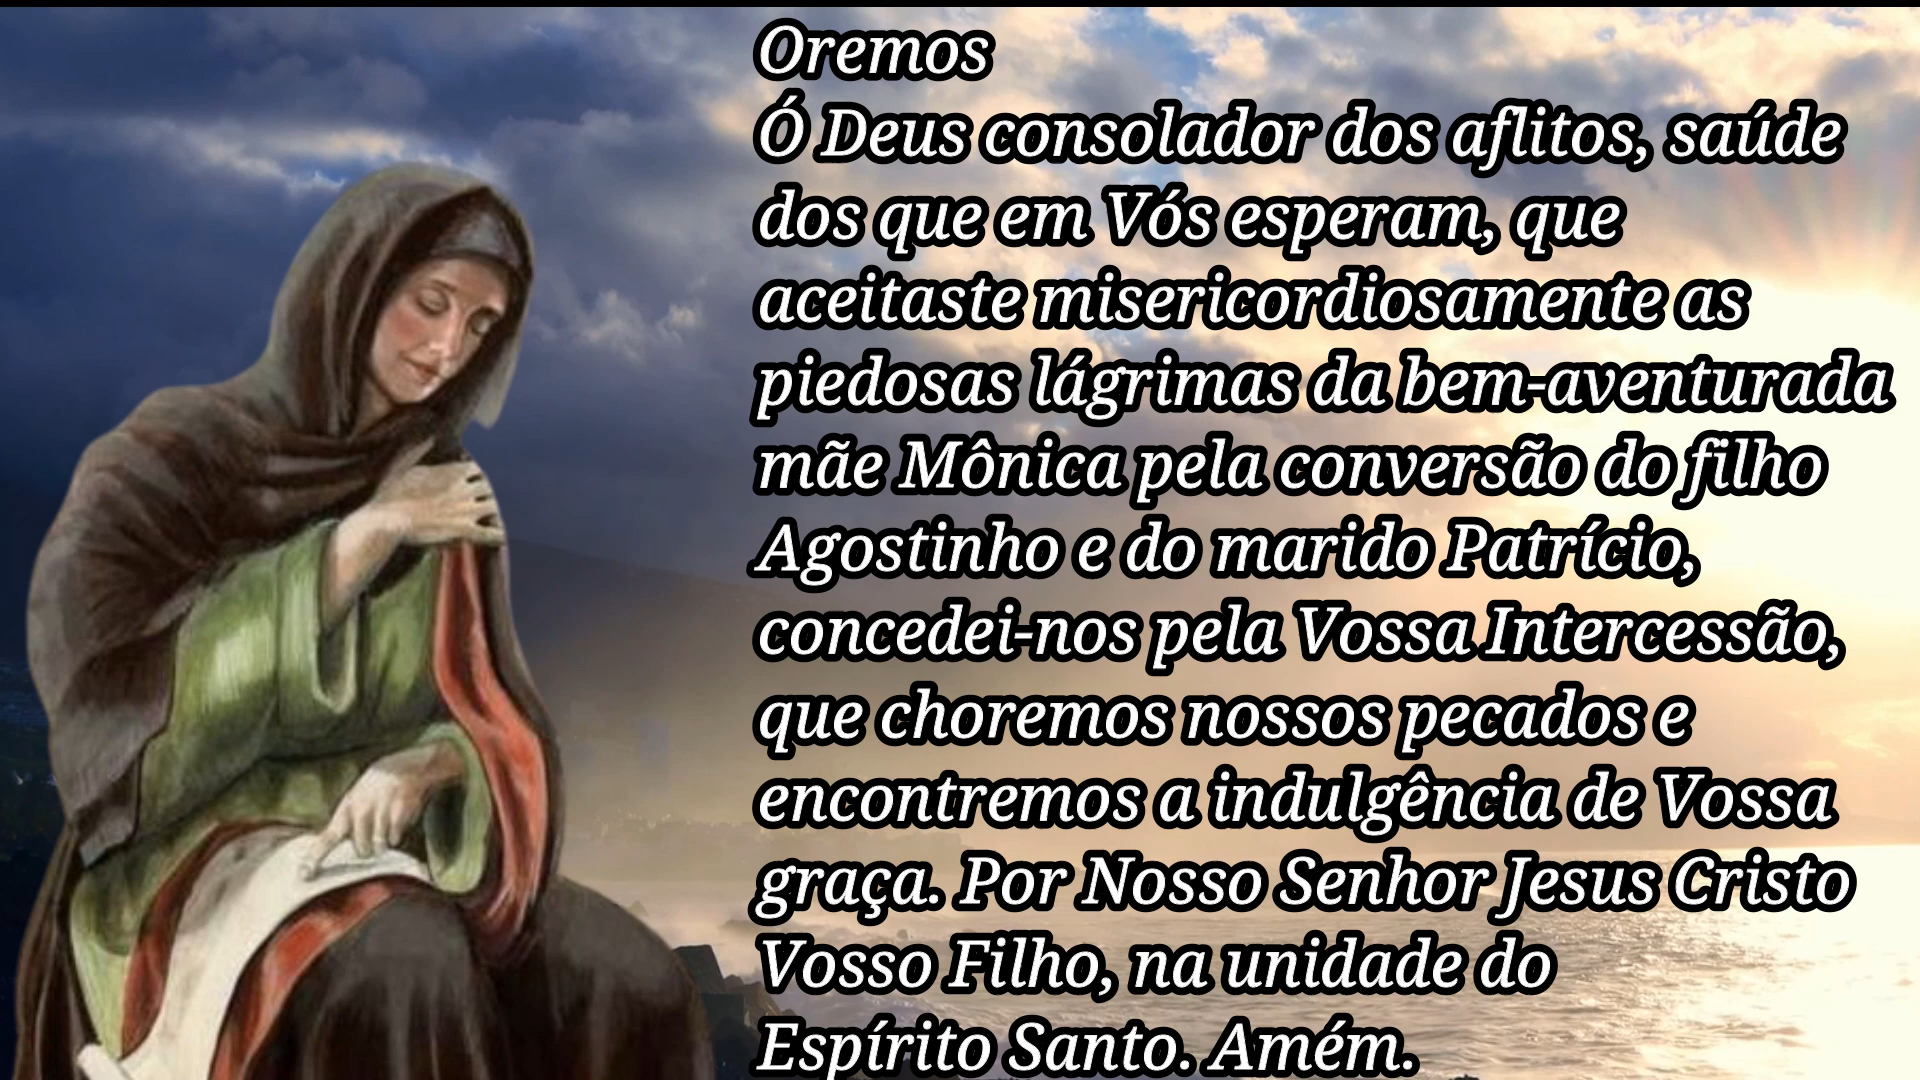 Oremos
Ó Deus consolador dos aflitos, saúde
dos que em Vós esperam, que
aceitaste misericordiosamente as
piedosas lágrimas da bem-aventurada
mãe Mônica pela conversão do filho
Agostinho e do marido Patrício,
concedei-nos pela Vossa Intercessão,
que choremos nossos pecados e
encontremos a indulgência de Vossa
graça. Por Nosso Senhor Jesus Cristo
Vosso Filho, na unidade do
Espírito Santo. Amém.